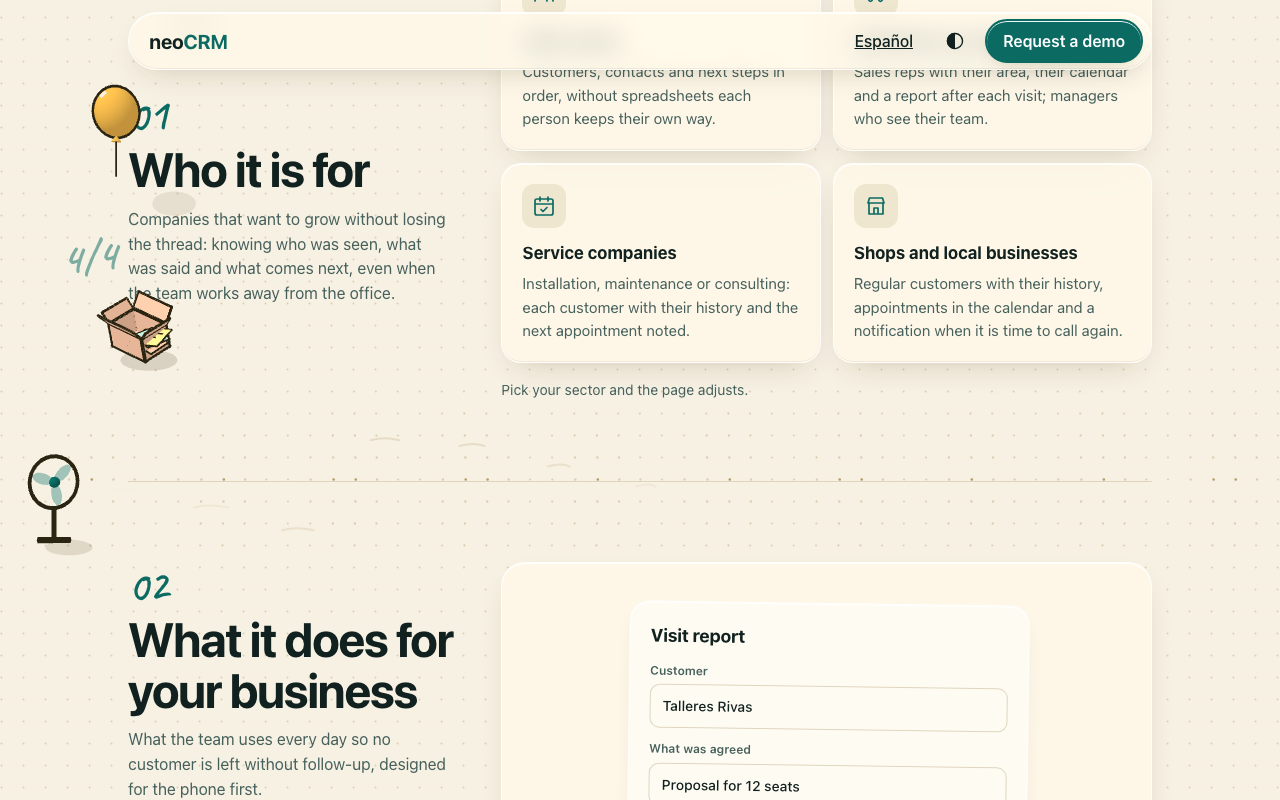 neoCRM
Español
Request a demo
01
Who it is for
Companies that want to grow without losing
the thread: knowing who was seen, what
was said and what comes next, even when
the team works away from the office.
4/4
Customers, contacts and next steps in
order, without spreadsheets each
person keeps their own way.
Sales reps with their area, their calendar
and a report after each visit; managers
who see their team.
Service companies
Installation, maintenance or consulting:
each customer with their history and the
next appointment noted.
Shops and local businesses
Regular customers with their history,
appointments in the calendar and a
notification when it is time to call again.
Pick your sector and the page adjusts.
02
What it does for
your business
What the team uses every day so no
customer is left without follow-up, designed
for the phone first.
Visit report
Customer
Talleres Rivas
What was agreed
Proposal for 12 seats